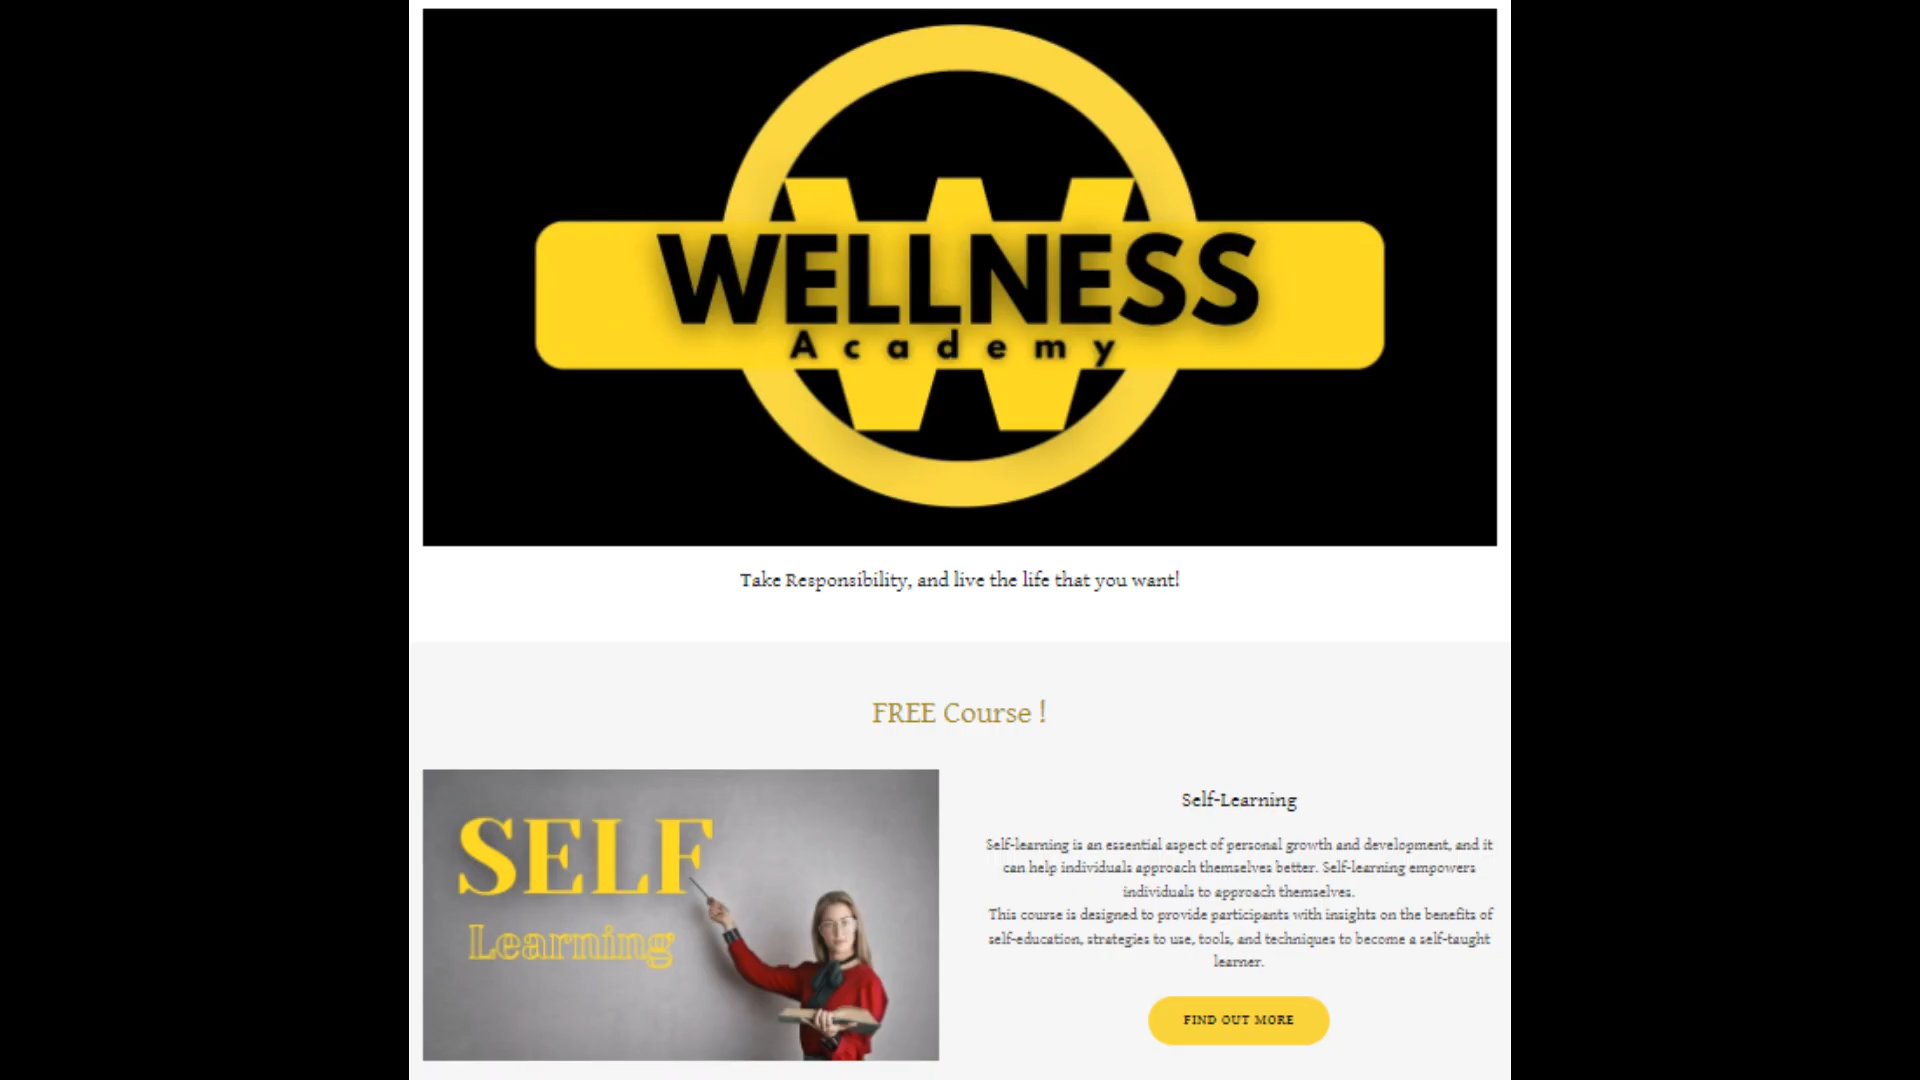 W
WELLNESS
Academy
Take Responsibility, and live the life that you want!
FREE Course !
SELF
Learning
Self-Learning
Self-learning is an essential aspect of personal growth and development, and it
can help individuals approach themselves better. Self-learning empowers
individuals to approach themselves.
This course is designed to provide participants with insights on the benefits of
self-education, strategies to use, tools, and techniques to become a self-taught
learner.
FIND OUT MORE